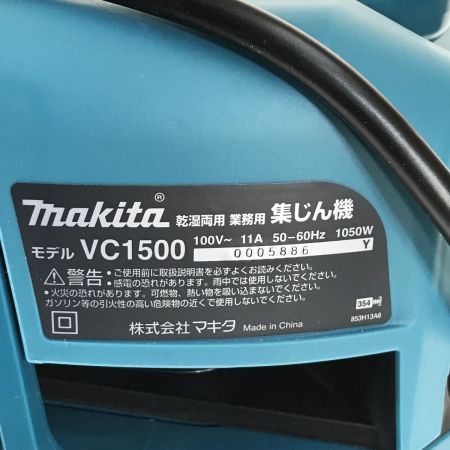 makita® 乾湿両用 業務用 集じん機
モデル VC1500 100V~ 11A 50-60Hz 1050W
0005886 Y
警告 ・ご使用前に取扱説明書を必ずよくお読みください。
・感電の恐れがあります。雨中では使用しないでください。
・火災の恐れがあります。可燃物、熱い物を吸い込まないでください。
ガソリン等の引火性の高い危険物の近くで使用しないでください。
株式会社マキタ Made in China
354
853H13A6